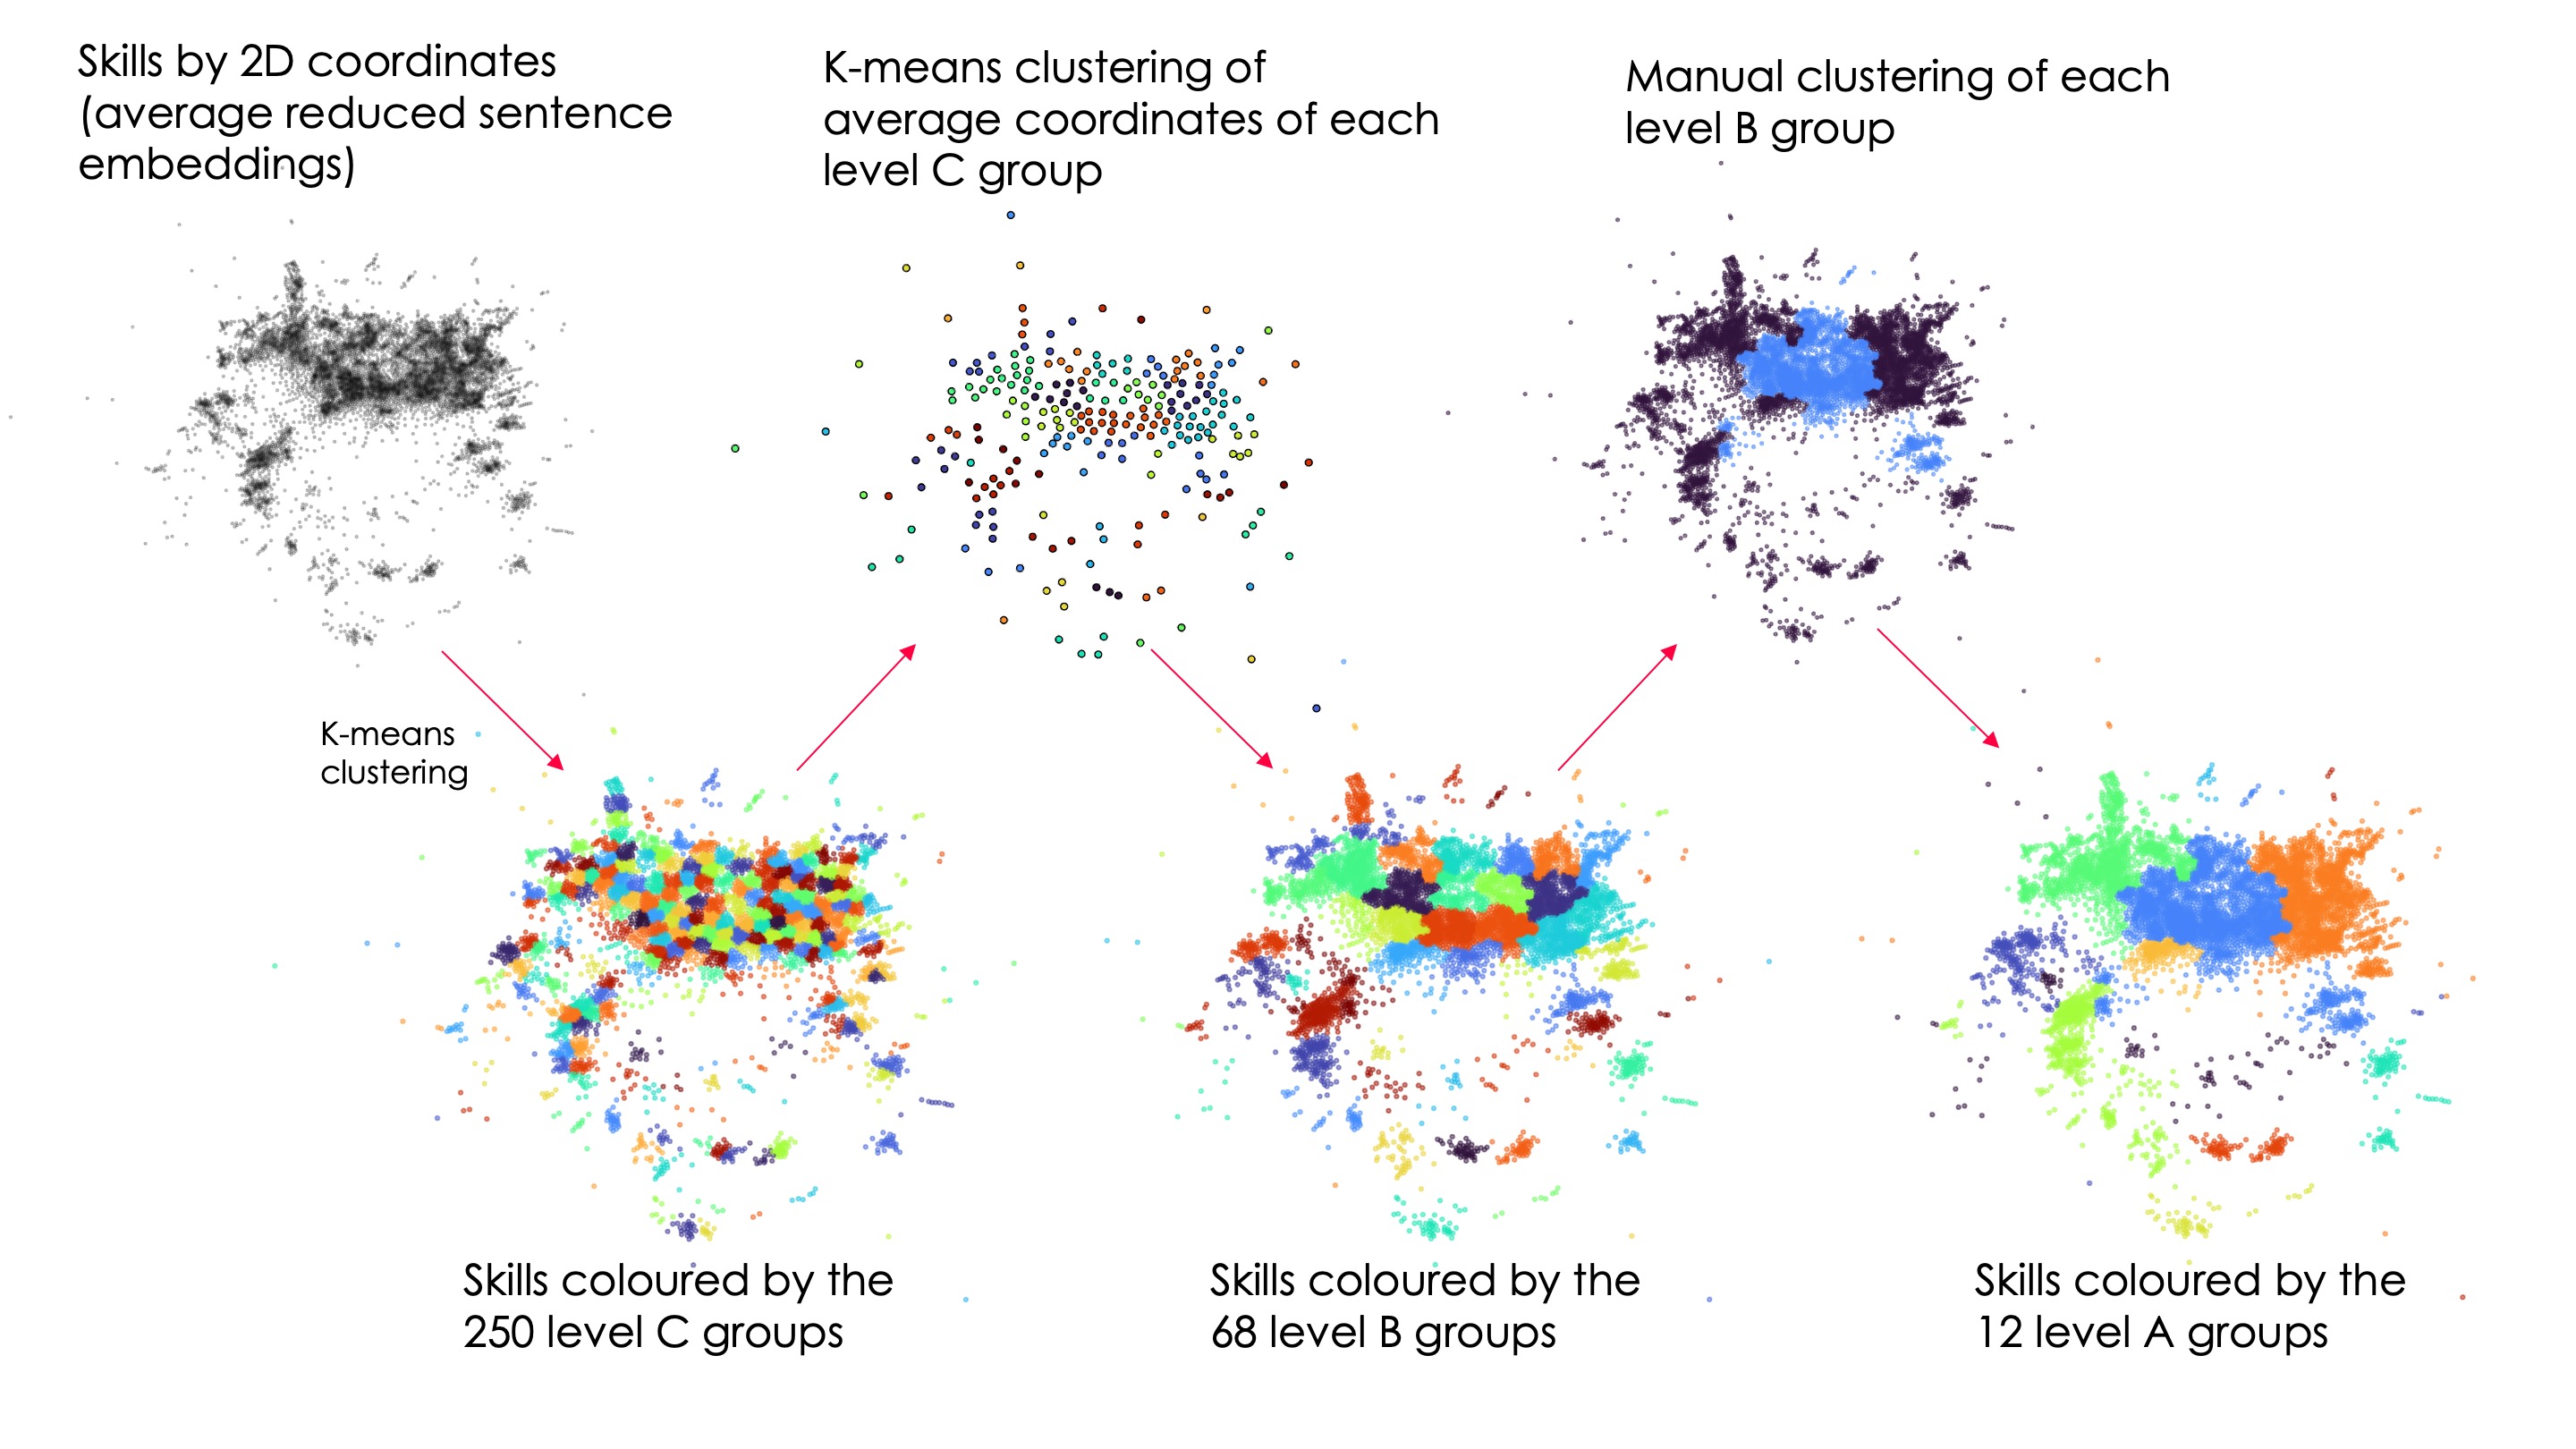 Skills by 2D coordinates
(average reduced sentence
embeddings)
K-means clustering of
average coordinates of each
level C group
Manual clustering of each
level B group
K-means
clustering
Skills coloured by the
250 level C groups
Skills coloured by the
68 level B groups
Skills coloured by the
12 level A groups